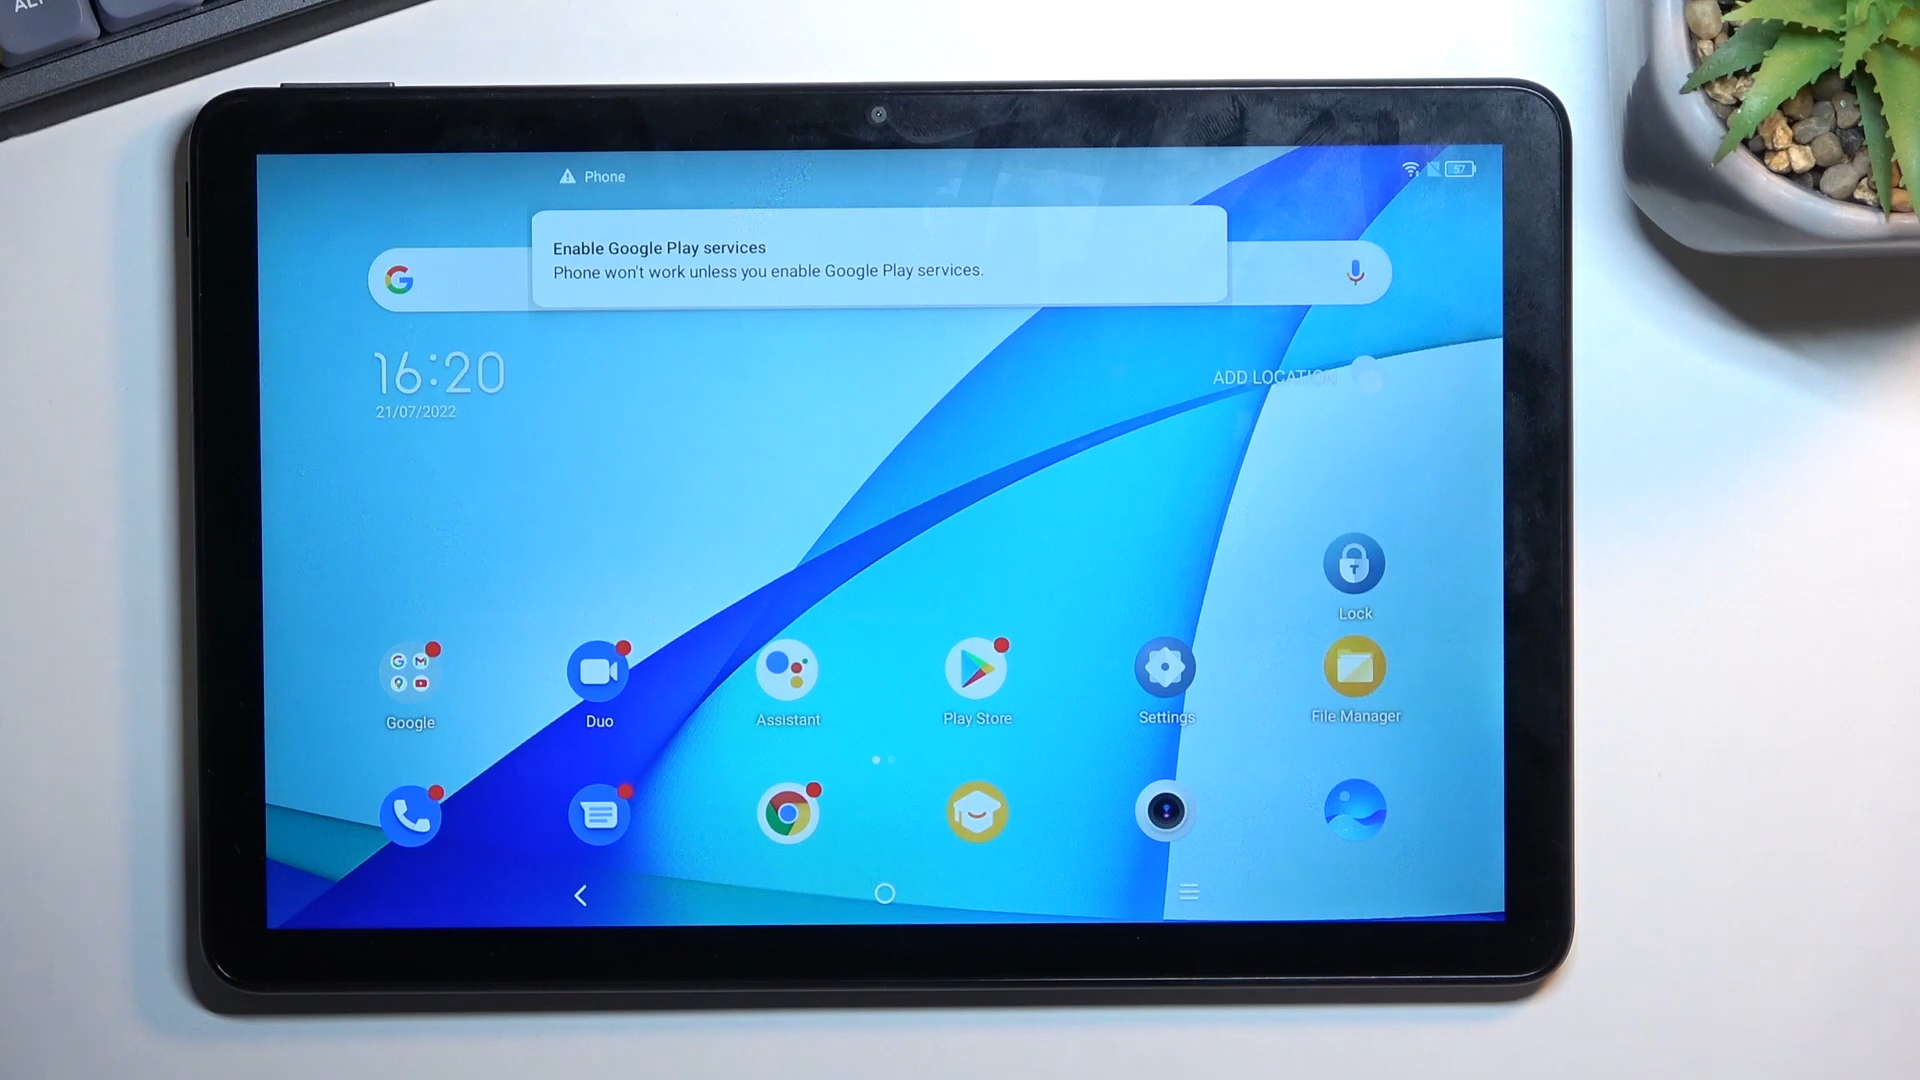 Phone
57
Enable Google Play services
Phone won't work unless you enable Google Play services.
16:20
21/07/2022
ADD LOCATION
Lock
Google
Duo
Assistant
Play Store
Settings
File Manager